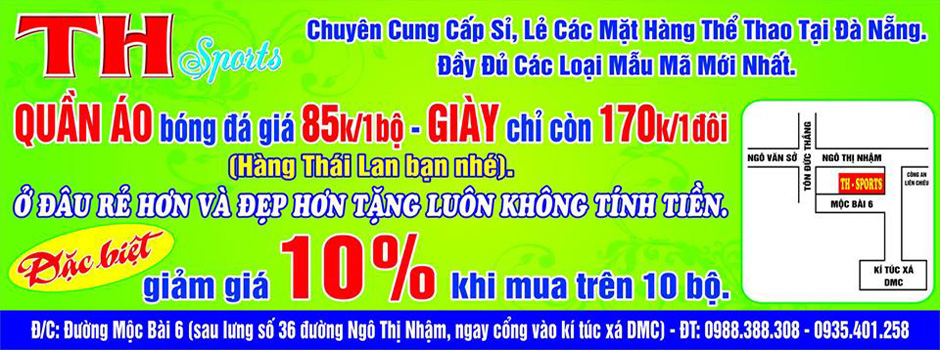 TH Sports
Chuyên Cung Cấp Sỉ, Lẻ Các Mặt Hàng Thể Thao Tại Đà Nẵng.
Đầy Đủ Các Loại Mẫu Mã Mới Nhất.
QUẦN ÁO bóng đá giá 85k/1bộ - GIÀY chỉ còn 170k/1đôi
(Hàng Thái Lan bạn nhé).
Ở ĐÂU RẺ HƠN VÀ ĐẸP HƠN TẶNG LUÔN KHÔNG TÍNH TIỀN.
Đặc biệt
giảm giá 10% khi mua trên 10 bộ.
NGÔ VĂN SỞ
TÔN ĐỨC THẮNG
NGÔ THỊ NHẬM
TH - SPORTS
CÔNG AN
LIÊN CHIỂU
MỘC BÀI 6
KÍ TÚC XÁ
DMC
Đ/C: Đường Mộc Bài 6 (sau lưng số 36 đường Ngô Thị Nhậm, ngay cổng vào kí túc xá DMC) - ĐT: 0988.388.308 - 0935.401.258